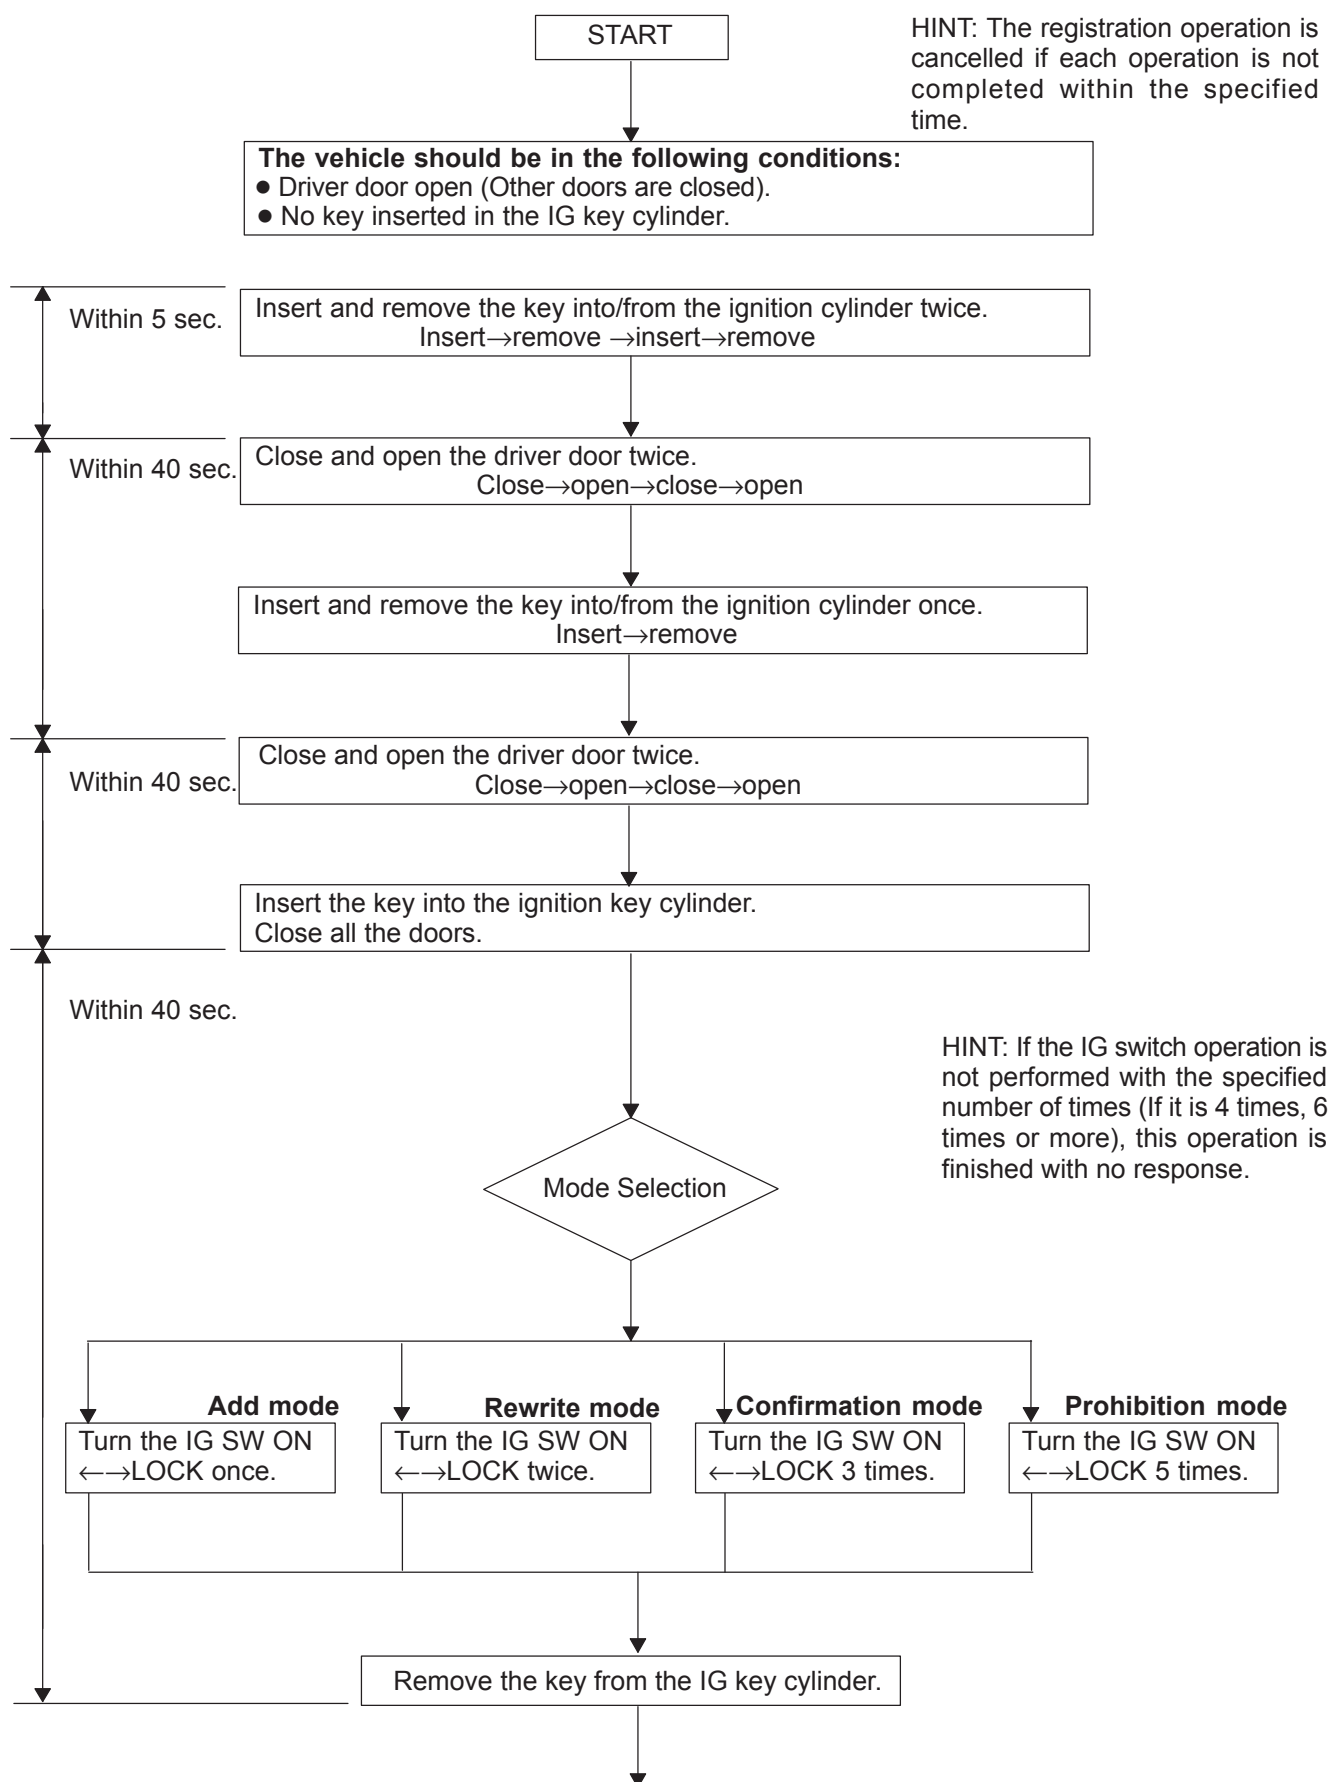 START
HINT: The registration operation is
cancelled if each operation is not
completed within the specified
time.
The vehicle should be in the following conditions:
● Driver door open (Other doors are closed).
● No key inserted in the IG key cylinder.
Within 5 sec.
Insert and remove the key into/from the ignition cylinder twice.
Insert→remove →insert→remove
Within 40 sec.
Close and open the driver door twice.
Close→open→close→open
Insert and remove the key into/from the ignition cylinder once.
Insert→remove
Within 40 sec.
Close and open the driver door twice.
Close→open→close→open
Insert the key into the ignition key cylinder.
Close all the doors.
Within 40 sec.
HINT: If the IG switch operation is
not performed with the specified
number of times (If it is 4 times, 6
times or more), this operation is
finished with no response.
Mode Selection
Add mode
Turn the IG SW ON
←→LOCK once.
Rewrite mode
Turn the IG SW ON
←→LOCK twice.
Confirmation mode
Turn the IG SW ON
←→LOCK 3 times.
Prohibition mode
Turn the IG SW ON
←→LOCK 5 times.
Remove the key from the IG key cylinder.